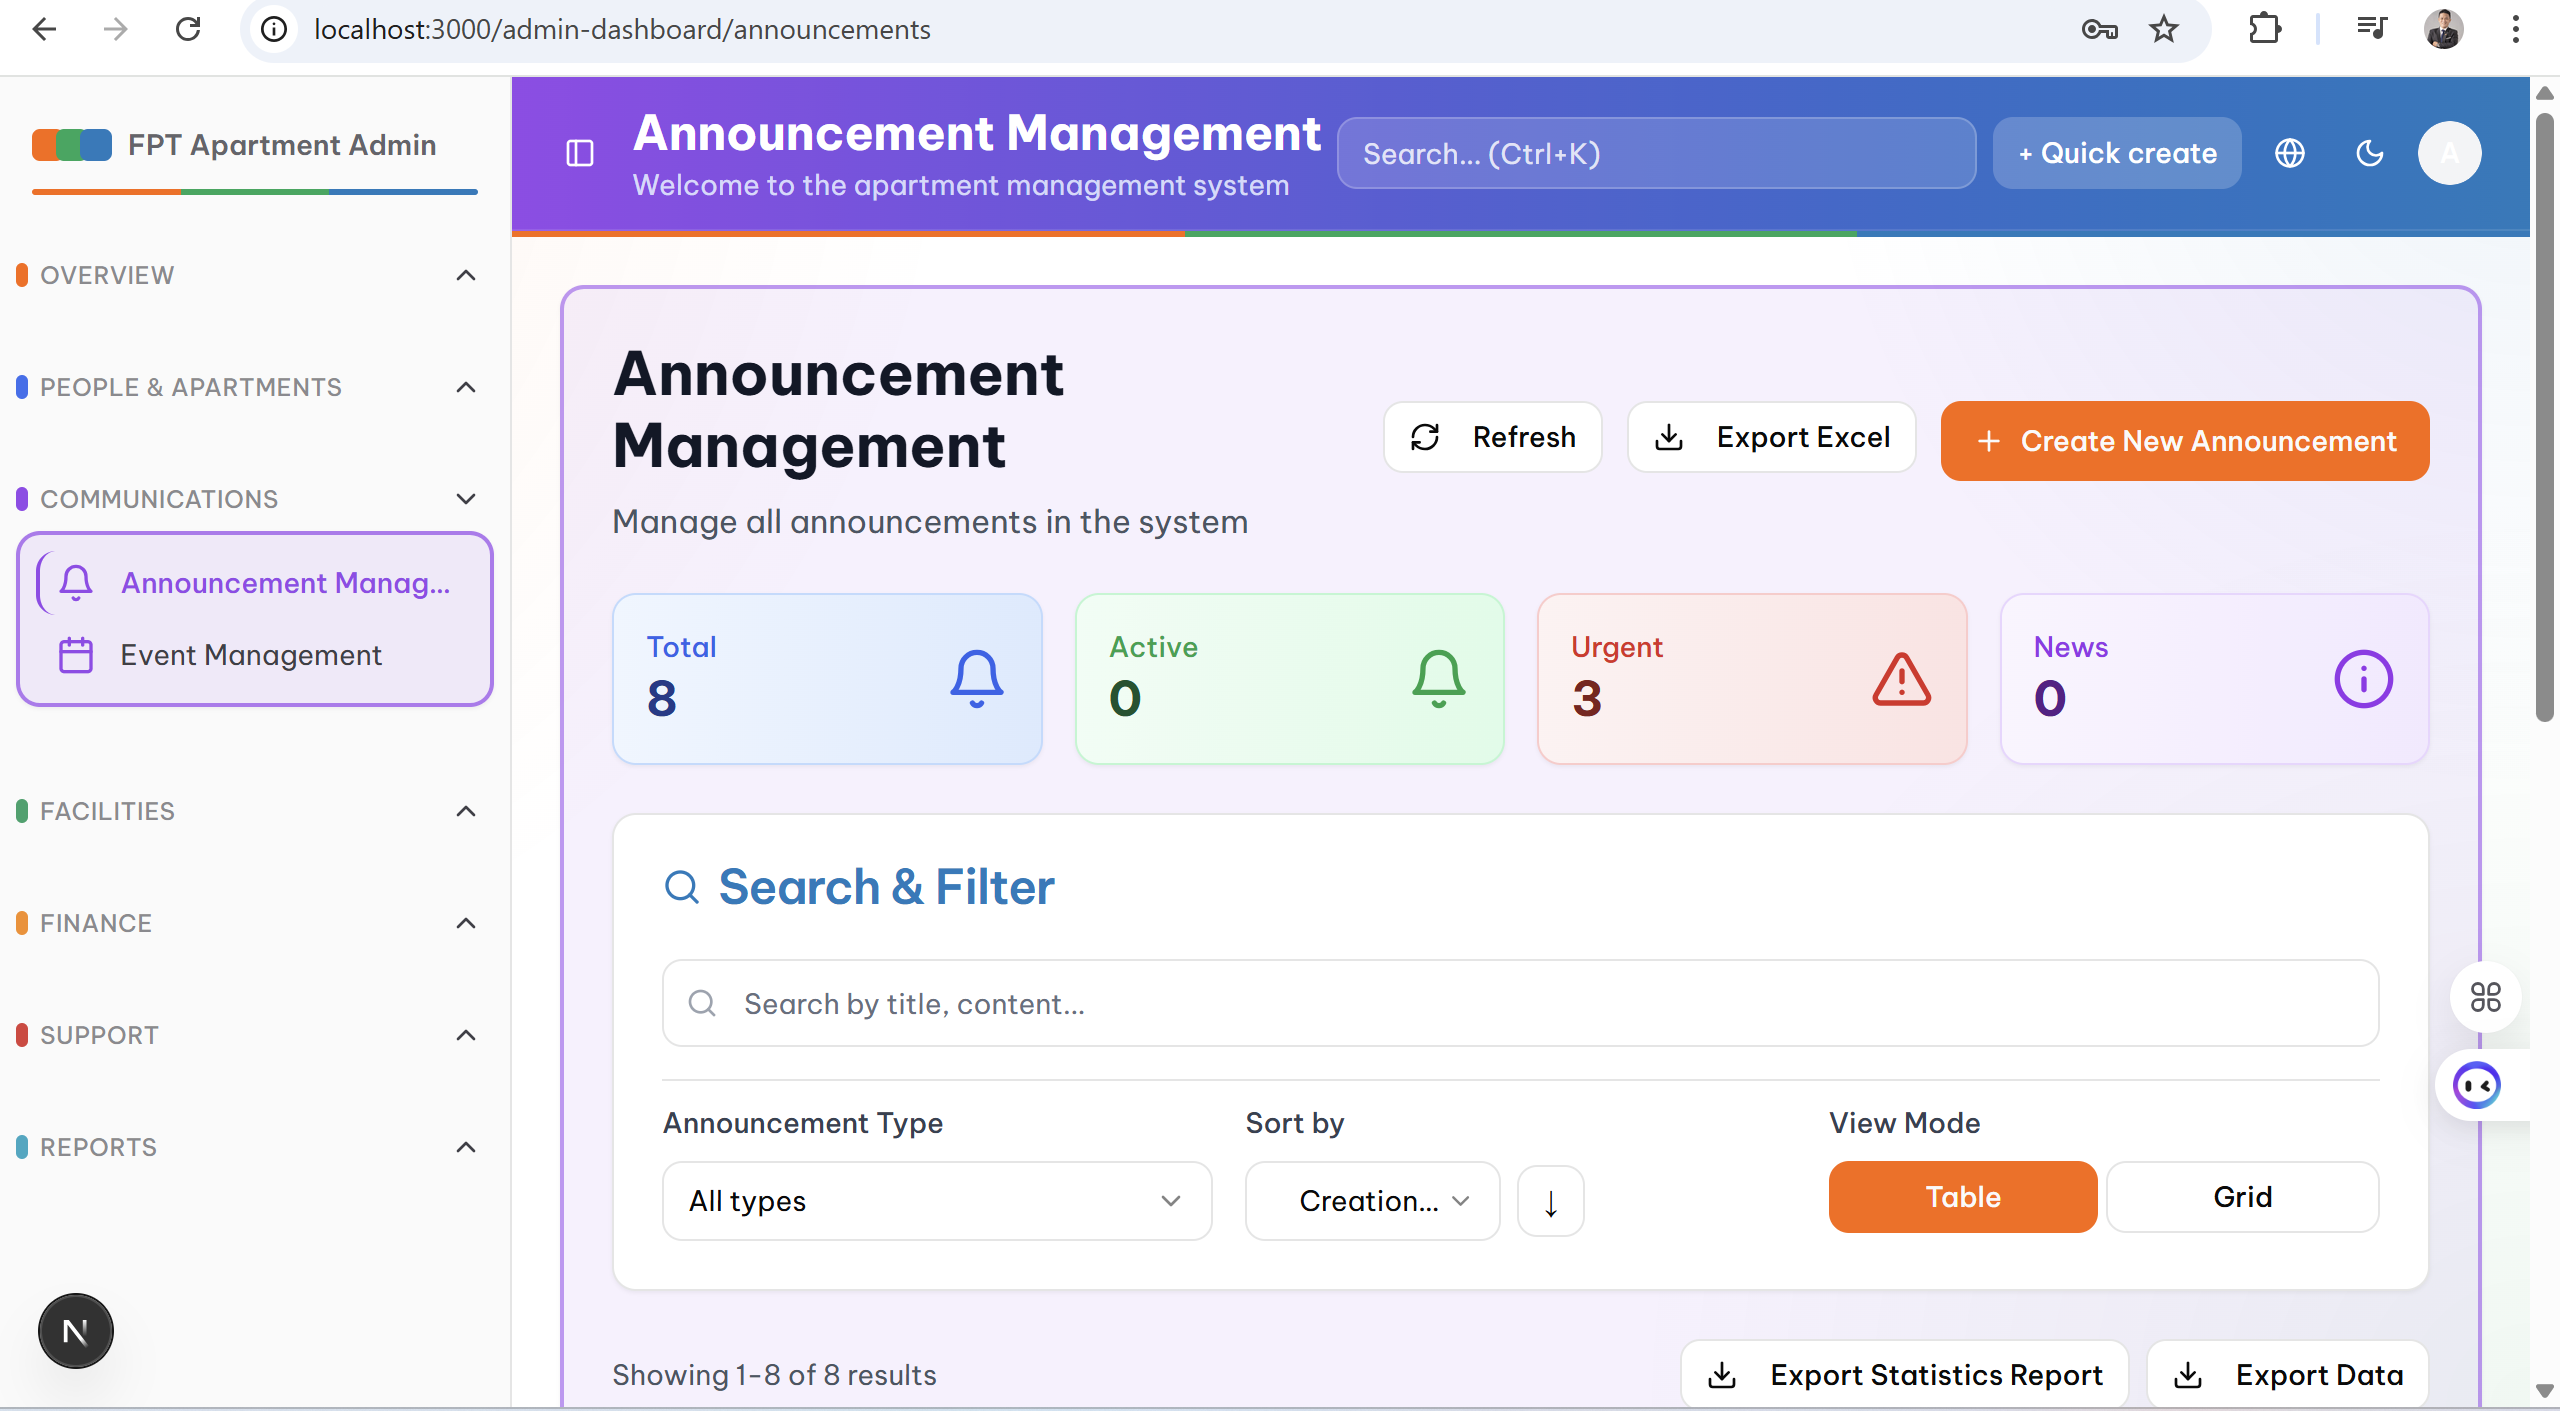 localhost:3000/admin-dashboard/announcements
FPT Apartment Admin
OVERVIEW
PEOPLE & APARTMENTS
COMMUNICATIONS
Announcement Manag...
Event Management
FACILITIES
FINANCE
SUPPORT
REPORTS
N
Announcement Management
Welcome to the apartment management system
Search... (Ctrl+K)
+ Quick create
A
Announcement
Management
Manage all announcements in the system
Refresh
Export Excel
+ Create New Announcement
Total
8
Active
0
Urgent
3
News
0
Search & Filter
Search by title, content...
Announcement Type
All types
Sort by
Creation...
↓
View Mode
Table
Grid
Showing 1-8 of 8 results
Export Statistics Report
Export Data